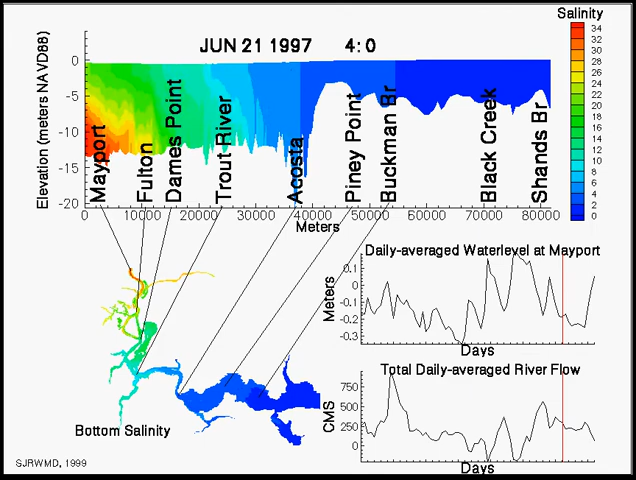 Salinity
JUN 21 1997 4:0
34
32
30
28
26
24
22
20
18
16
14
12
10
8
6
4
2
0
Elevation (meters NAVD88)
0
-5
-10
-15
-20
Mayport
Fulton
Dames Point
Trout River
Acosta
Piney Point
Buckman Br
Black Creek
Shands Br
0 10000 20000 30000 40000 50000 60000 70000 80000
Meters
Daily-averaged Waterlevel at Mayport
Meters
0.1
-0
-0.1
-0.2
-0.3
Days
Total Daily-averaged River Flow
CMS
750
500
250
0
Days
Bottom Salinity
SJRWMD, 1999